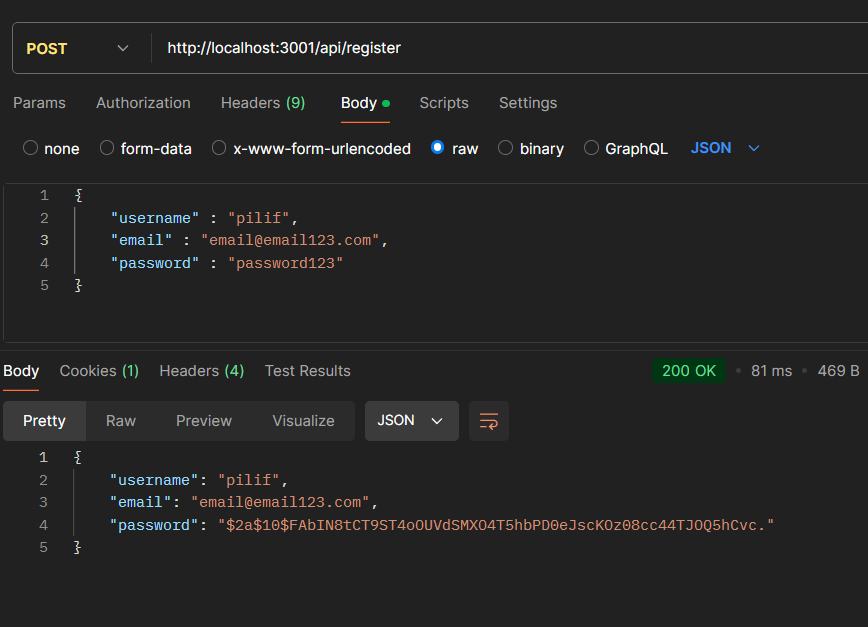 POST http://localhost:3001/api/register
Params Authorization Headers (9) Body Scripts Settings
none form-data x-www-form-urlencoded raw binary GraphQL JSON
1 {
2 "username" : "pilif",
3 "email" : "email@email123.com",
4 "password" : "password123"
5 }
Body Cookies (1) Headers (4) Test Results 200 OK • 81 ms • 469 B
Pretty Raw Preview Visualize JSON
1 {
2 "username": "pilif",
3 "email": "email@email123.com",
4 "password": "$2a$10$FAbIN8tCT9ST4oOUVdSMXO4T5hbPD0eJscKOz08cc44TJOQ5hCvc."
5 }